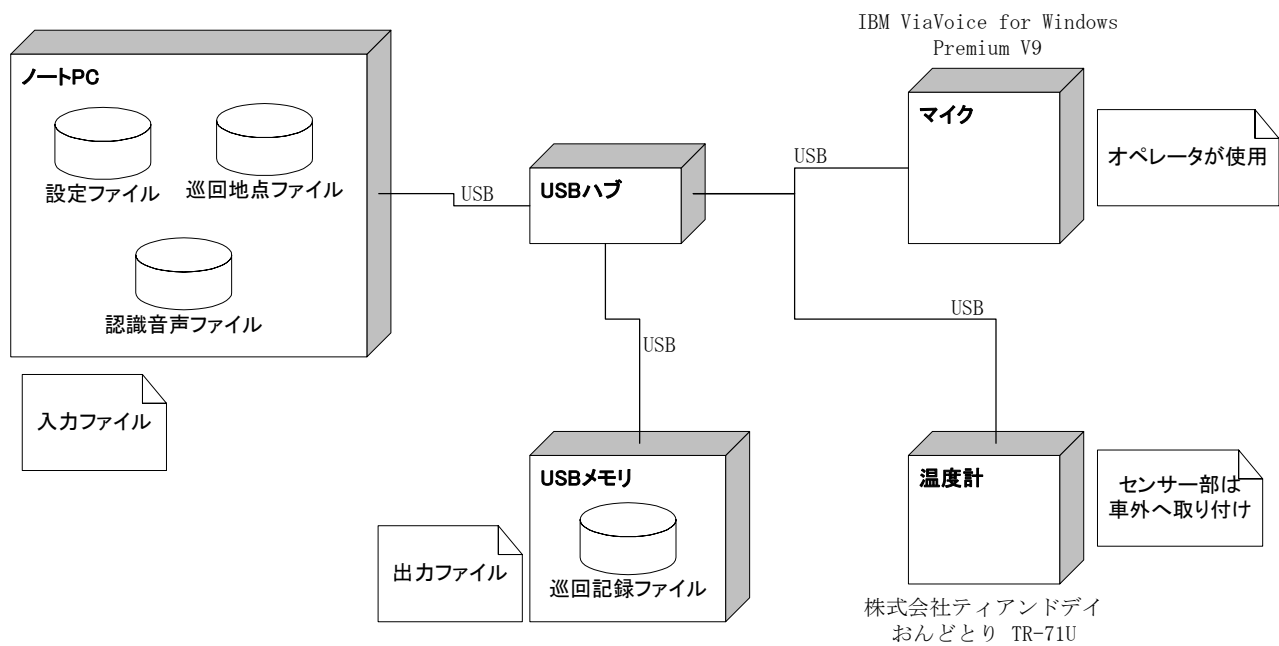 IBM ViaVoice for Windows
Premium V9
ノートPC
設定ファイル
巡回地点ファイル
認識音声ファイル
入力ファイル
USB
USBハブ
USB
マイク
オペレータが使用
USB
USB
USBメモリ
巡回記録ファイル
出力ファイル
温度計
センサー部は
車外へ取り付け
株式会社ティアンドデイ
おんどとり TR-71U